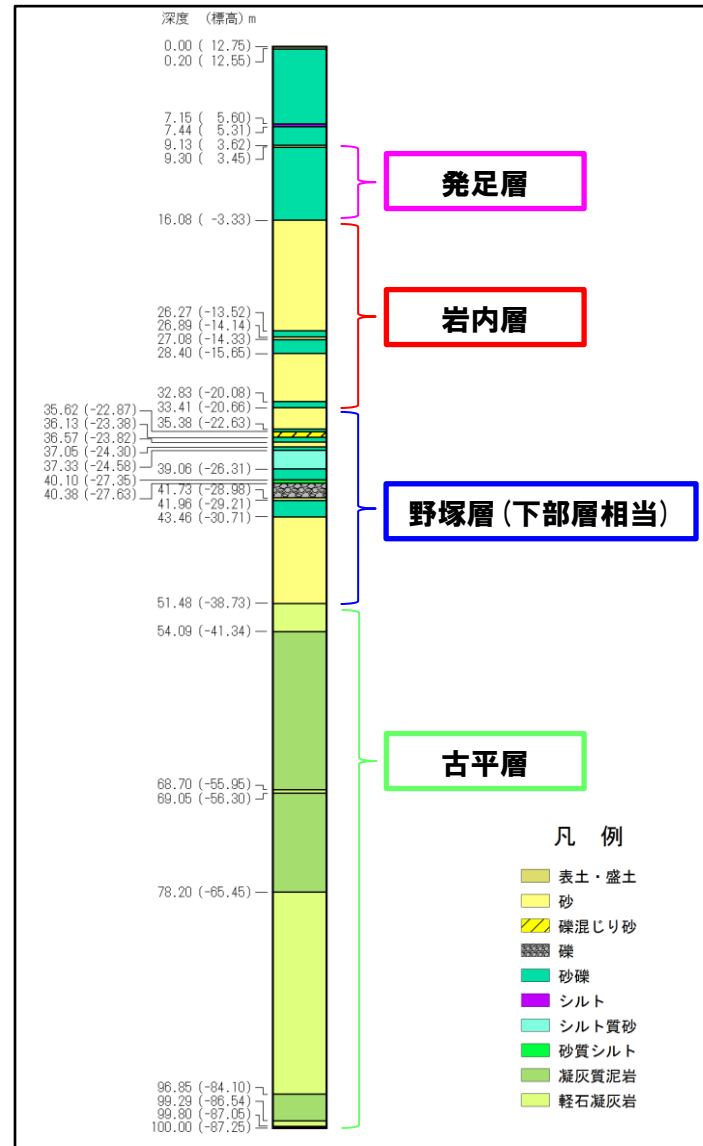 深度 (標高) m
0.00 ( 12.75)
0.20 ( 12.55)
7.15 ( 5.60)
7.44 ( 5.31)
9.13 ( 3.62)
9.30 ( 3.45)
発足層
16.08 ( -3.33)
岩内層
26.27 (-13.52)
26.89 (-14.14)
27.08 (-14.33)
28.40 (-15.65)
32.83 (-20.08)
33.41 (-20.66)
35.38 (-22.63)
35.62 (-22.87)
36.13 (-23.38)
36.57 (-23.82)
37.05 (-24.30)
37.33 (-24.58)
39.06 (-26.31)
40.10 (-27.35)
40.38 (-27.63)
41.73 (-28.98)
41.96 (-29.21)
43.46 (-30.71)
野塚層(下部層相当)
51.48 (-38.73)
54.09 (-41.34)
古平層
68.70 (-55.95)
69.05 (-56.30)
78.20 (-65.45)
96.85 (-84.10)
99.29 (-86.54)
99.80 (-87.05)
100.00 (-87.25)
凡 例
表土・盛土
砂
礫混じり砂
礫
砂礫
シルト
シルト質砂
砂質シルト
凝灰質泥岩
軽石凝灰岩